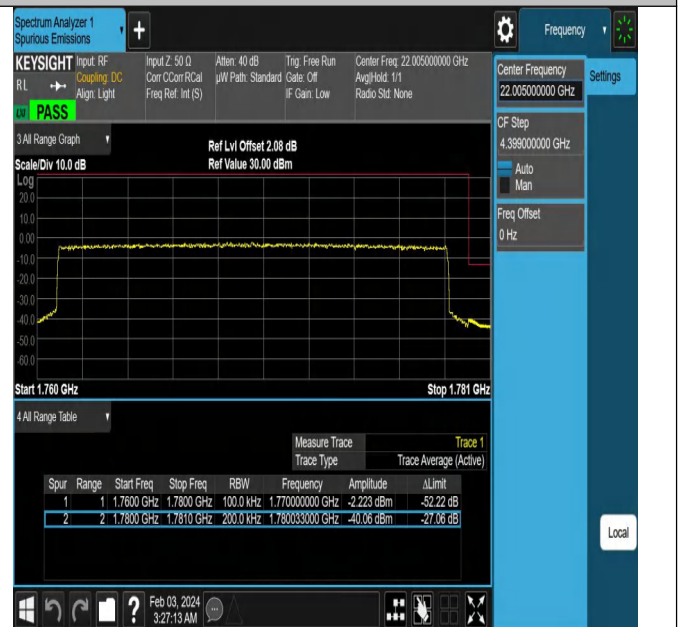 Spectrum Analyzer 1
Spurious Emissions
+
Frequency
KEYSIGHT Input: RF
RL Coupling: DC
Align: Light
Input Z: 50 Ω
Corr CCorr RCal
Freq Ref: Int (S)
Atten: 40 dB
µW Path: Standard
Trig: Free Run
Gate: Off
IF Gain: Low
Center Freq: 22.005000000 GHz
Avg|Hold: 1/1
Radio Std: None
PASS
Center Frequency
22.005000000 GHz
Settings
CF Step
4.399000000 GHz
Auto
Man
Freq Offset
0 Hz
3 All Range Graph
Ref Lvl Offset 2.08 dB
Scale/Div 10.0 dB
Ref Value 30.00 dBm
Log
20.0
10.0
0.00
-10.0
-20.0
-30.0
-40.0
-50.0
-60.0
Start 1.760 GHz
Stop 1.781 GHz
4 All Range Table
Measure Trace Trace 1
Trace Type Trace Average (Active)
Spur Range Start Freq Stop Freq RBW Frequency Amplitude ΔLimit
1 1 1.7600 GHz 1.7800 GHz 100.0 kHz 1.770000000 GHz -2.223 dBm -52.22 dB
2 2 1.7800 GHz 1.7810 GHz 200.0 kHz 1.780033000 GHz -40.06 dBm -27.06 dB
Local
?
Feb 03, 2024
3:27:13 AM